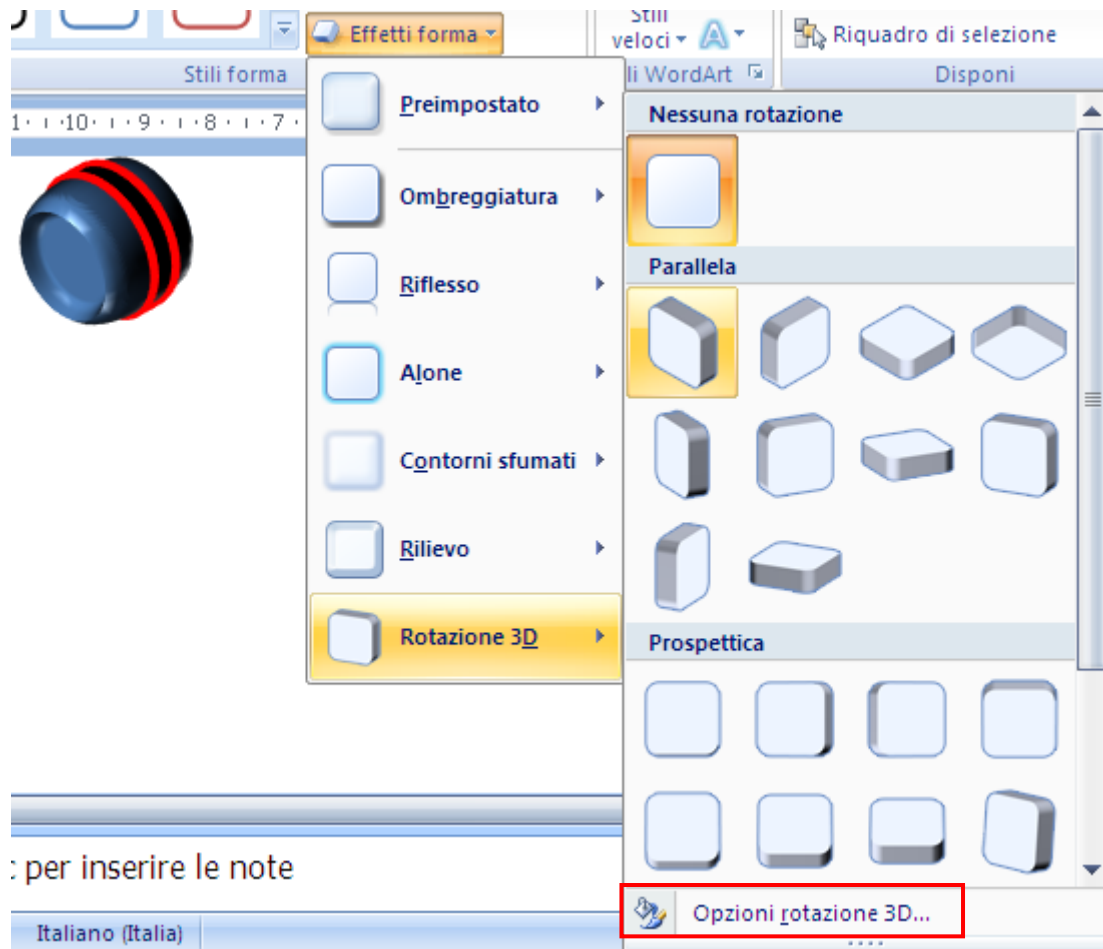 Effetti forma
Stili
veloci
A
Riquadro di selezione
Stili forma
li WordArt
Disponi
1 · ı · 10 · ı · 9 · ı · 8 · ı · 7 ·
Preimpostato
Ombreggiatura
Riflesso
Alone
Contorni sfumati
Rilievo
Rotazione 3D
Nessuna rotazione
Parallela
Prospettica
Opzioni rotazione 3D...
per inserire le note
Italiano (Italia)